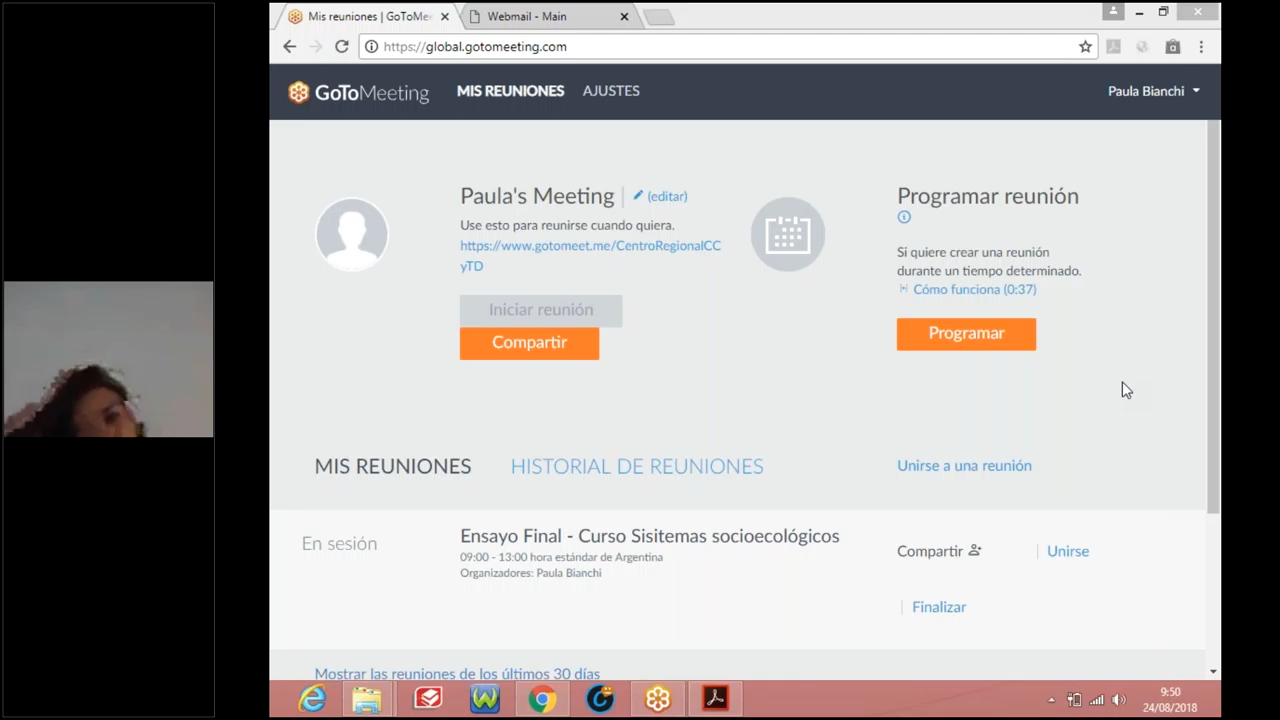 Mis reuniones | GoToMe
Webmail - Main
https://global.gotomeeting.com
GoToMeeting
MIS REUNIONES
AJUSTES
Paula Bianchi
Paula's Meeting
(editar)
Use esto para reunirse cuando quiera.
https://www.gotomeet.me/CentroRegionalCC
yTD
Iniciar reunión
Compartir
Programar reunión
Si quiere crear una reunión
durante un tiempo determinado.
Cómo funciona (0:37)
Programar
MIS REUNIONES
HISTORIAL DE REUNIONES
Unirse a una reunión
En sesión
Ensayo Final - Curso Sisitemas socioecológicos
09:00 - 13:00 hora estándar de Argentina
Organizadores: Paula Bianchi
Compartir
Unirse
Finalizar
Mostrar las reuniones de los últimos 30 días
9:50
24/08/2018